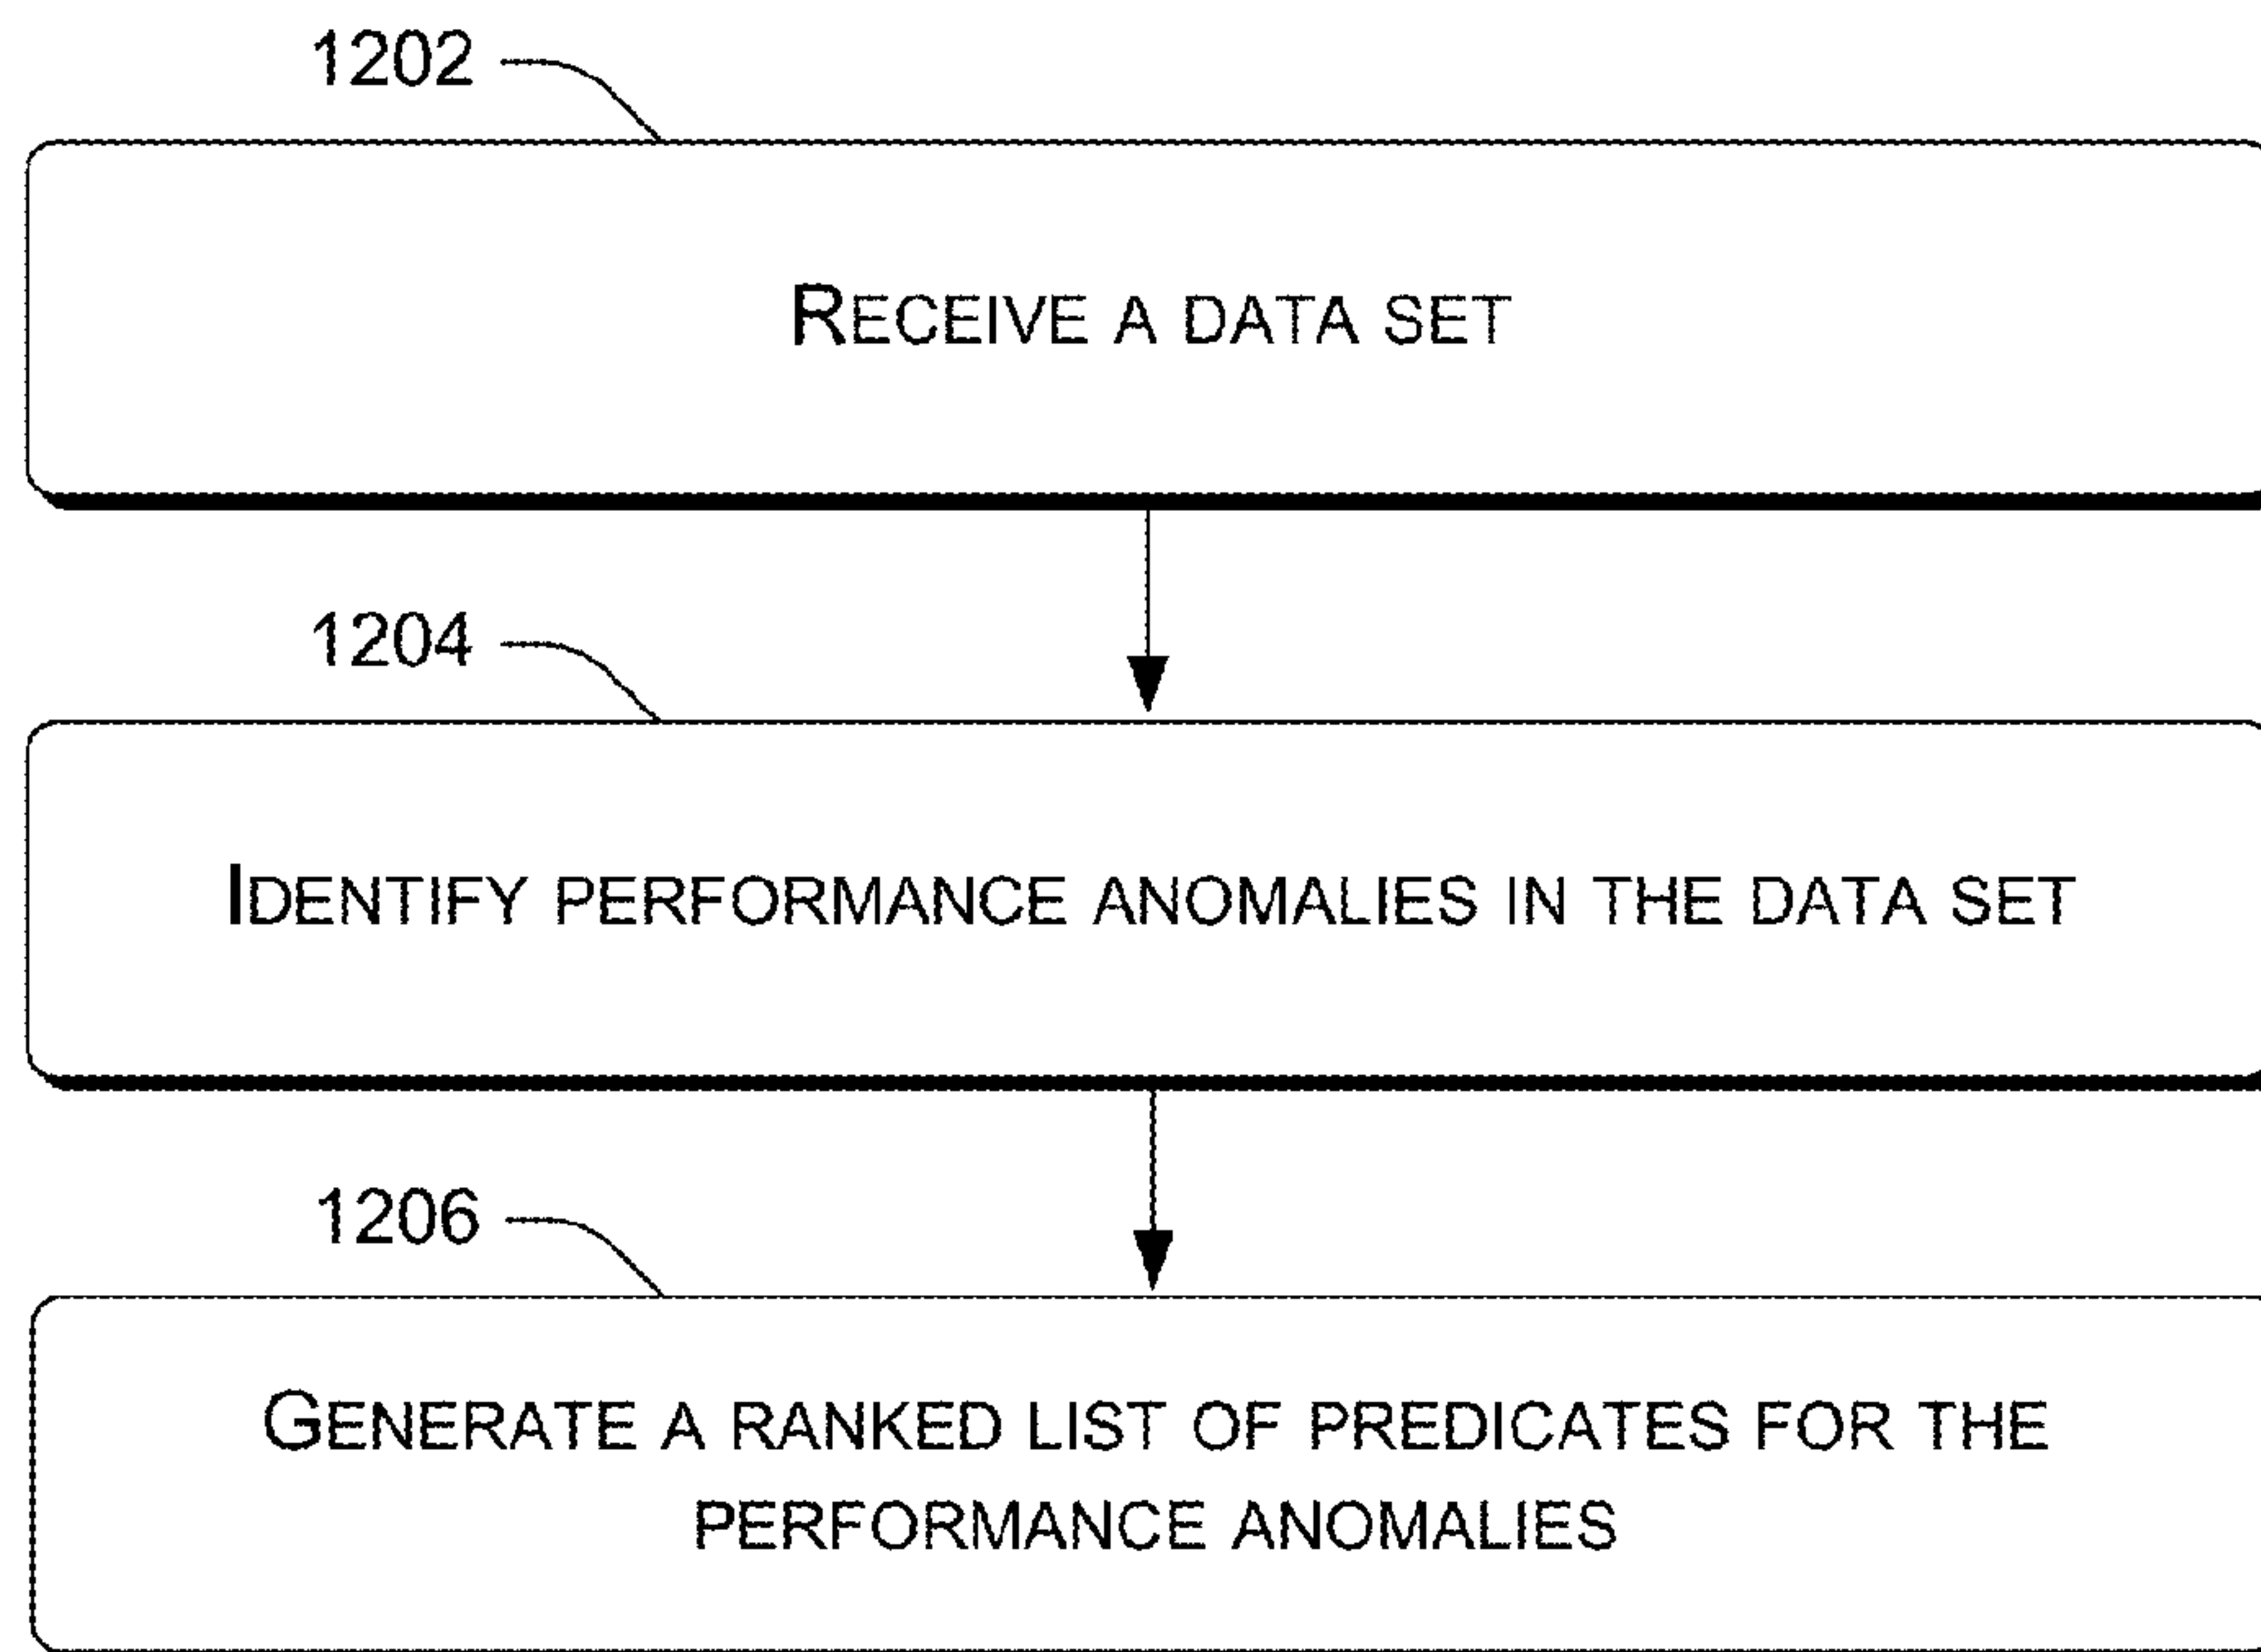 1202
RECEIVE A DATA SET
1204
IDENTIFY PERFORMANCE ANOMALIES IN THE DATA SET
1206
GENERATE A RANKED LIST OF PREDICATES FOR THE
PERFORMANCE ANOMALIES